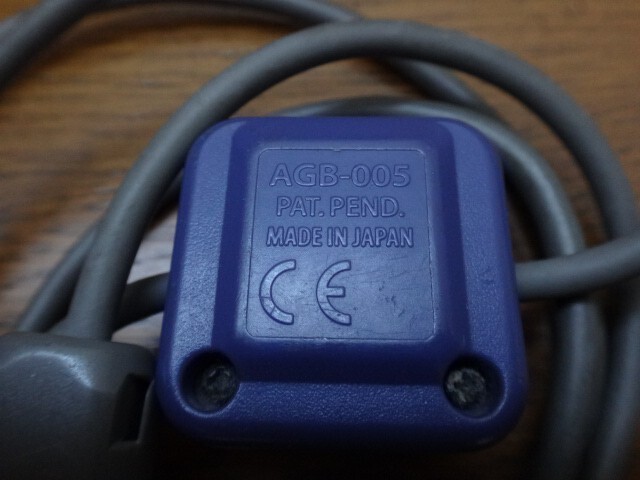 AGB-005
PAT. PEND.
MADE IN JAPAN
CE